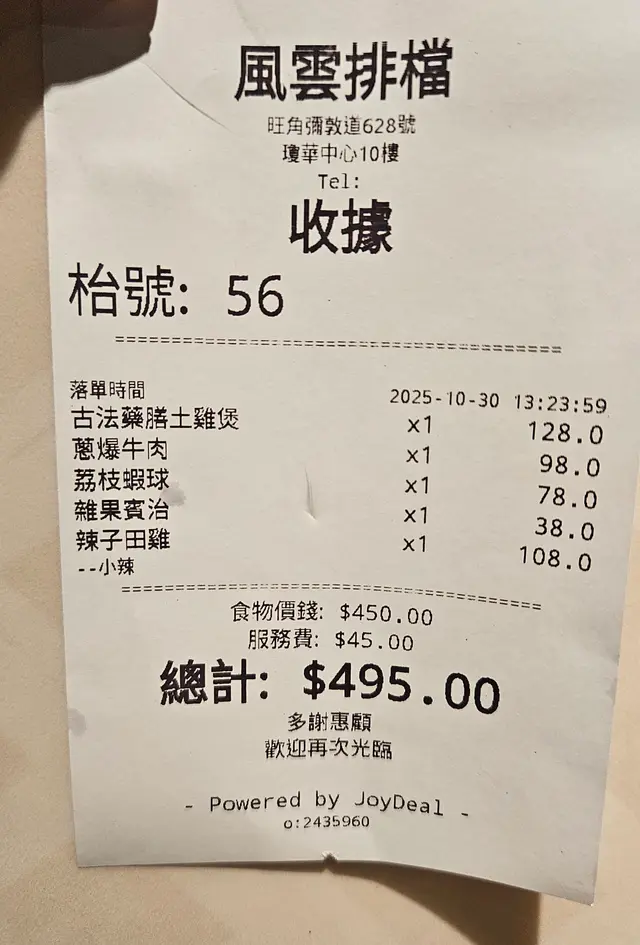 風雲排檔
旺角彌敦道628號
瓊華中心10樓
Tel:
收據
枱號: 56
落單時間 2025-10-30 13:23:59
古法藥膳土雞煲 x1 128.0
蔥爆牛肉 x1 98.0
荔枝蝦球 x1 78.0
雜果賓治 x1 38.0
辣子田雞 x1 108.0
--小辣
食物價錢: $450.00
服務費: $45.00
總計: $495.00
多謝惠顧
歡迎再次光臨
- Powered by JoyDeal -
o:2435960